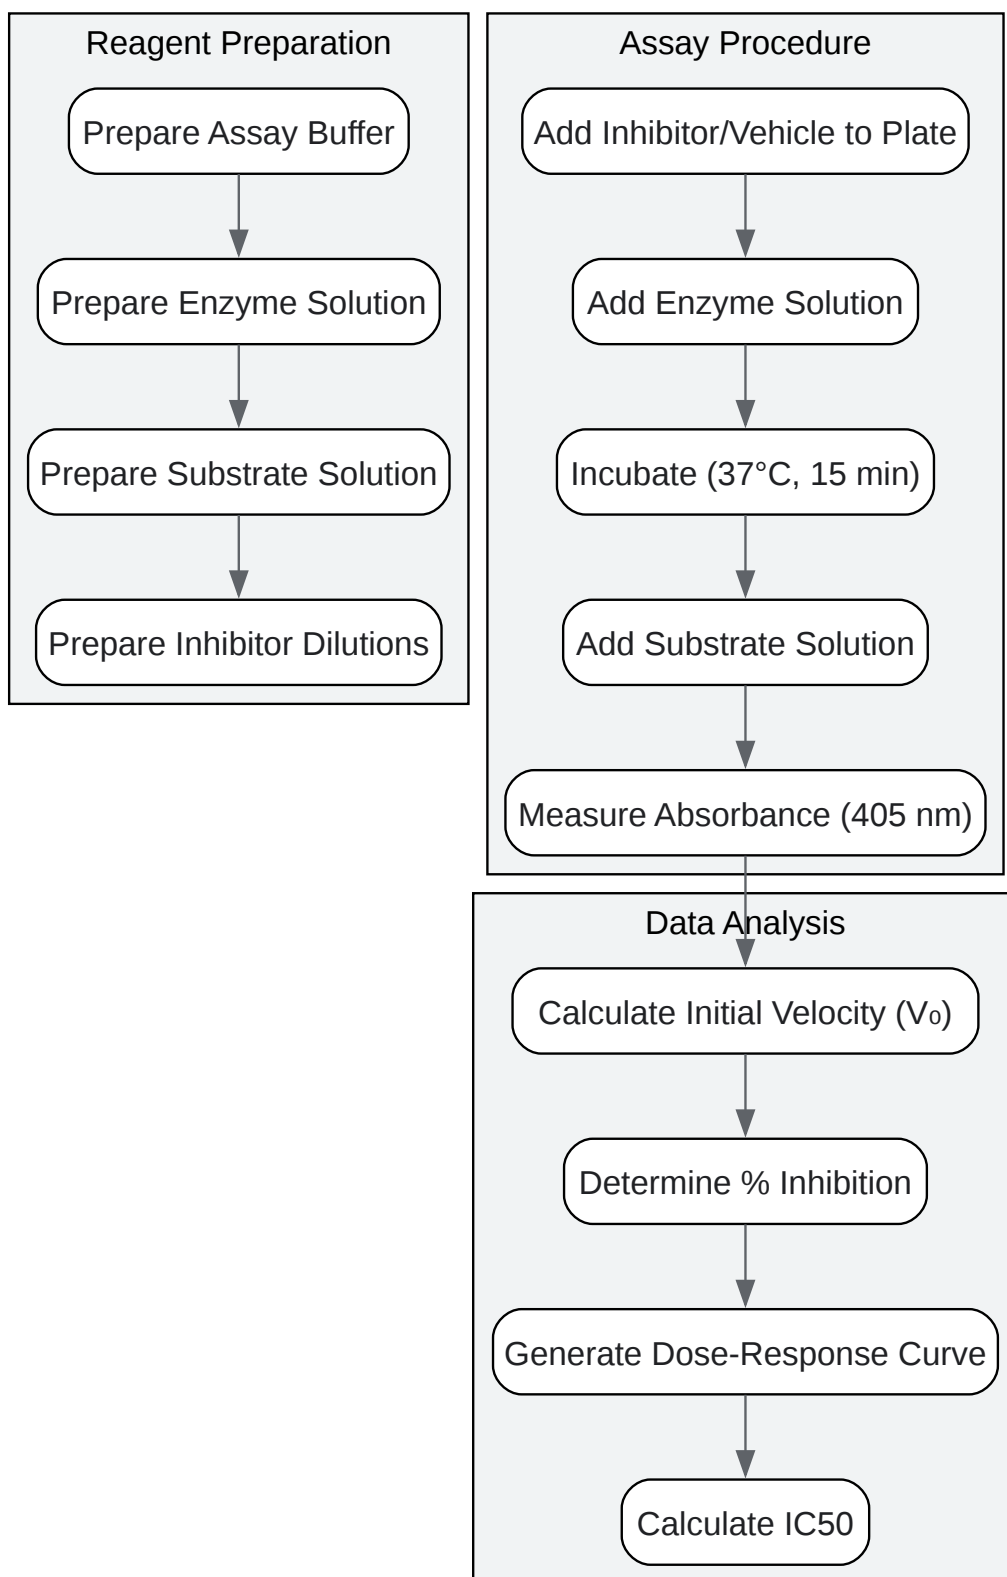 Reagent Preparation
Prepare Assay Buffer
Prepare Enzyme Solution
Prepare Substrate Solution
Prepare Inhibitor Dilutions
Assay Procedure
Add Inhibitor/Vehicle to Plate
Add Enzyme Solution
Incubate (37°C, 15 min)
Add Substrate Solution
Measure Absorbance (405 nm)
Data Analysis
Calculate Initial Velocity (V₀)
Determine % Inhibition
Generate Dose-Response Curve
Calculate IC50